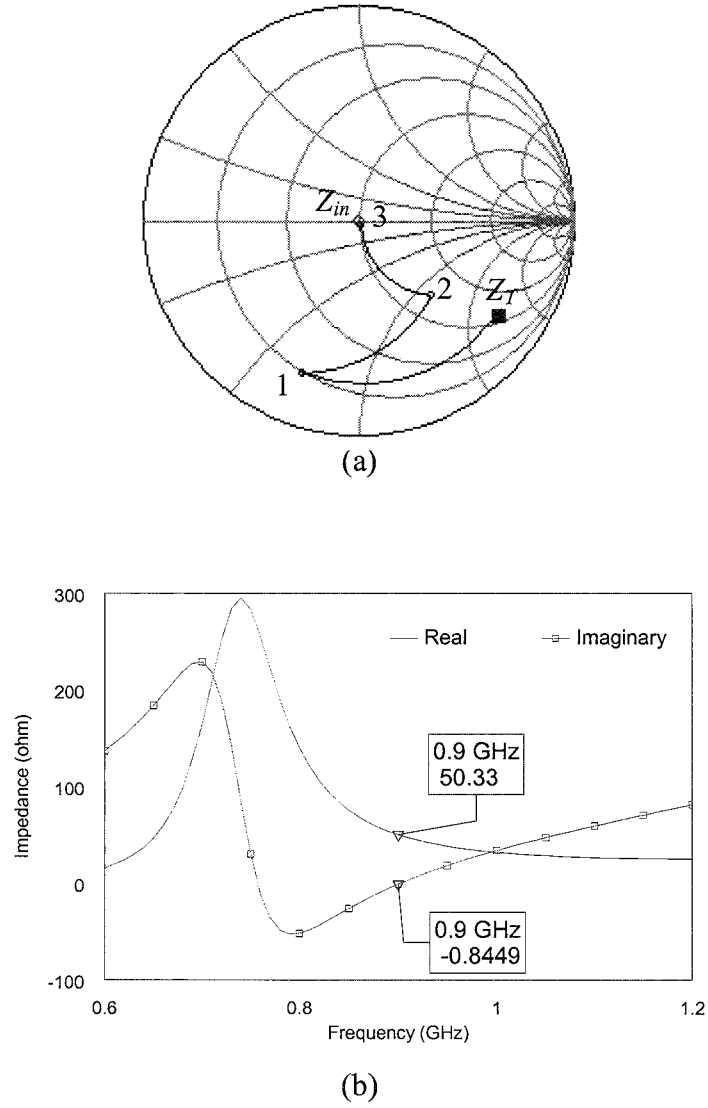 Z_in
3
2
Z_T
1
(a)
300
200
100
0
-100
Impedance (ohm)
Real
Imaginary
0.9 GHz
50.33
0.9 GHz
-0.8449
0.6
0.8
1
1.2
Frequency (GHz)
(b)